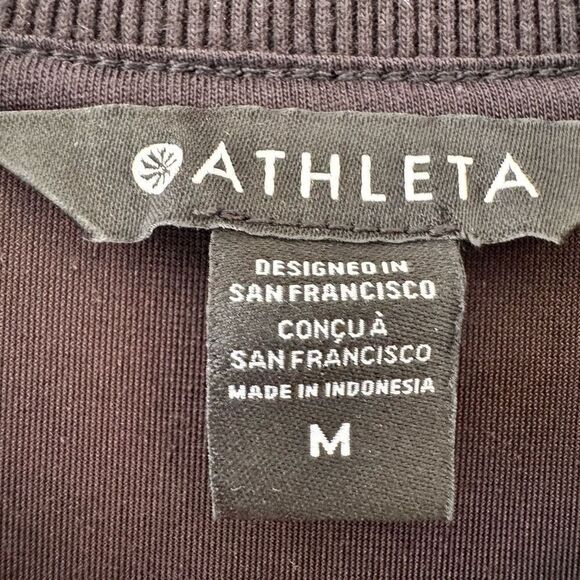 ATHLETA
DESIGNED IN
SAN FRANCISCO
CONÇU À
SAN FRANCISCO
MADE IN INDONESIA
M